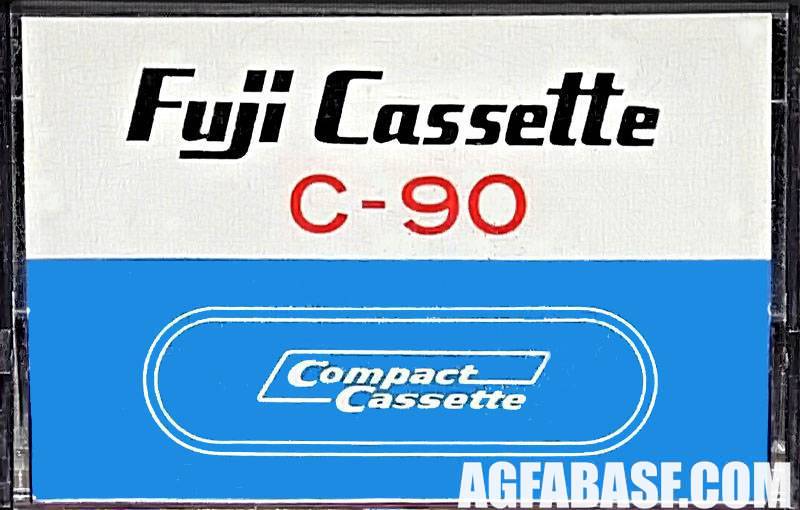 Fuji Cassette
C-90
Compact
Cassette
AGFABASF.COM